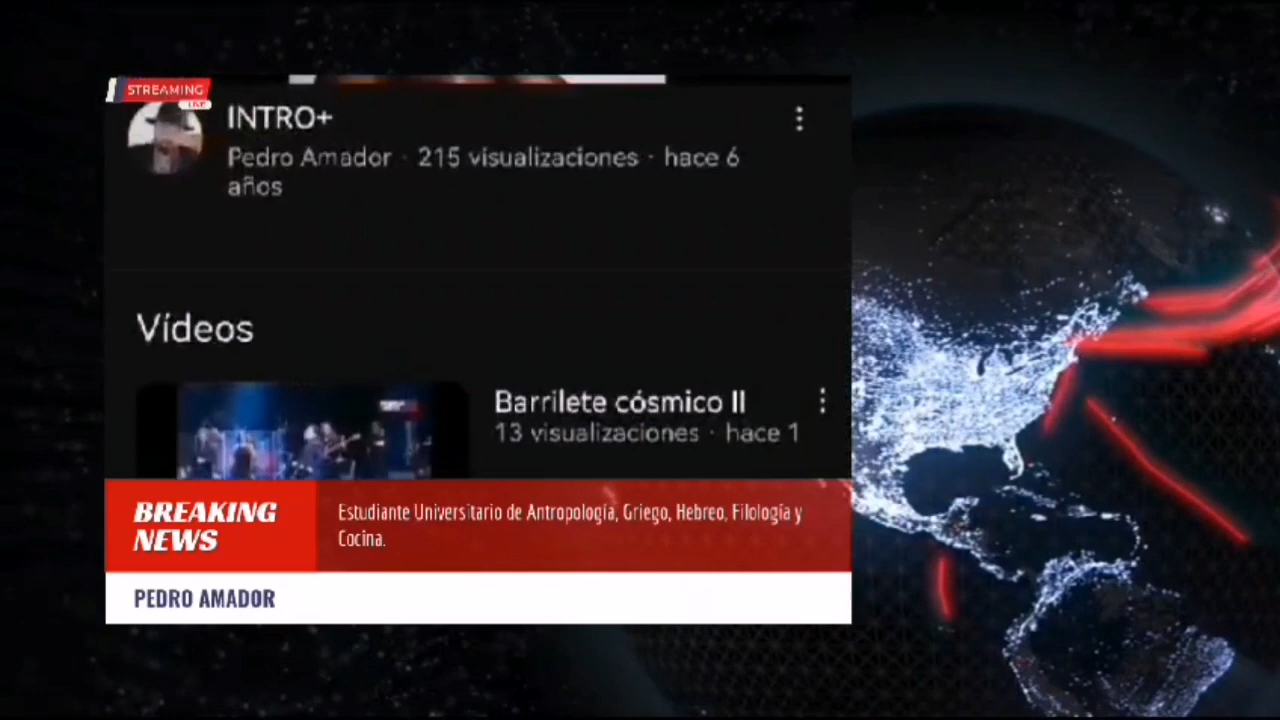 STREAMING
LIVE
INTRO+
Pedro Amador · 215 visualizaciones · hace 6
años
Vídeos
Barrilete cósmico II
13 visualizaciones · hace 1
BREAKING
NEWS
Estudiante Universitario de Antropología, Griego, Hebreo, Filología y
Cocina.
PEDRO AMADOR